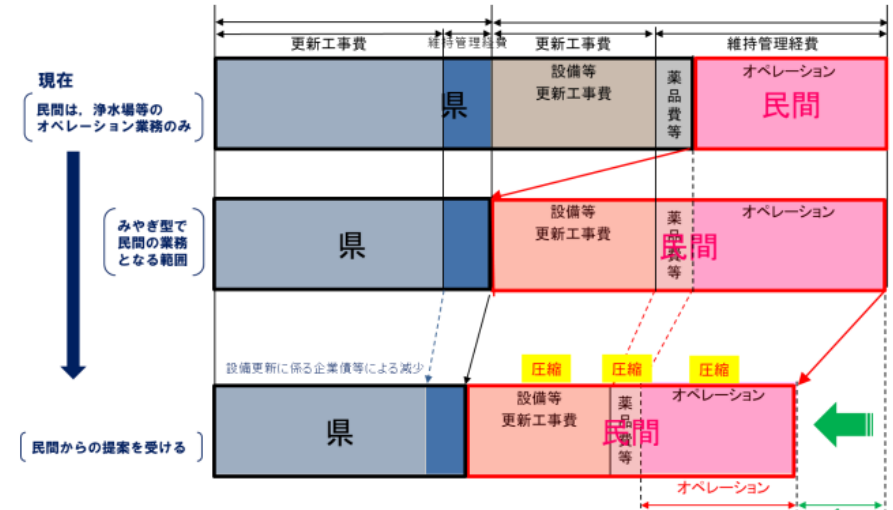 更新工事費 維持管理経費 更新工事費 維持管理経費
現在
民間は，浄水場等の
オペレーション業務のみ
県
設備等
更新工事費
薬品費等
オペレーション
民間
みやぎ型で
民間の業務
となる範囲
県
設備等
更新工事費
薬品費等
オペレーション
民間
設備更新に係る企業債等による減少
圧縮 圧縮 圧縮
民間からの提案を受ける
県
設備等
更新工事費
薬品費等
オペレーション
民間
オペレーション